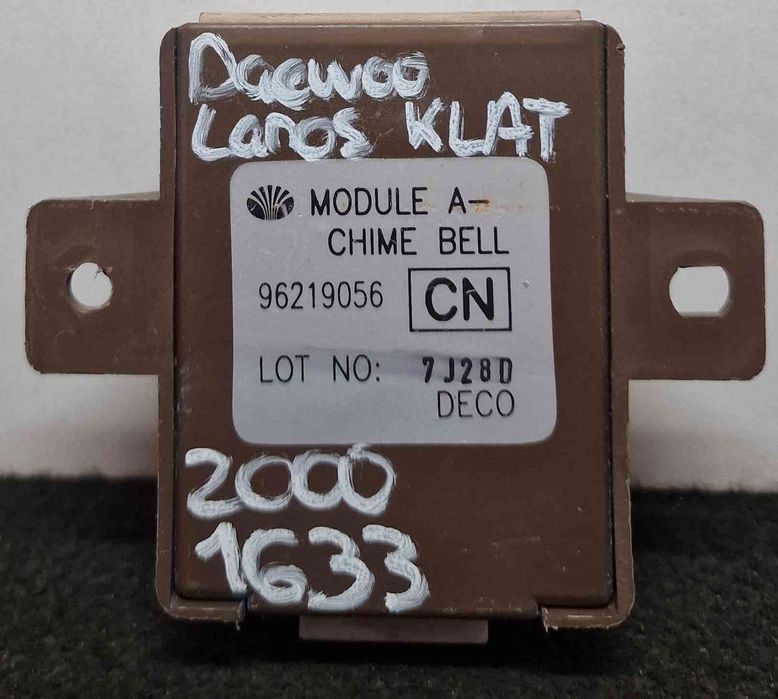 Daewoo
Lanos KLAT
MODULE A-
CHIME BELL
96219056 CN
LOT NO: 7J28D
DECO
2000
1633